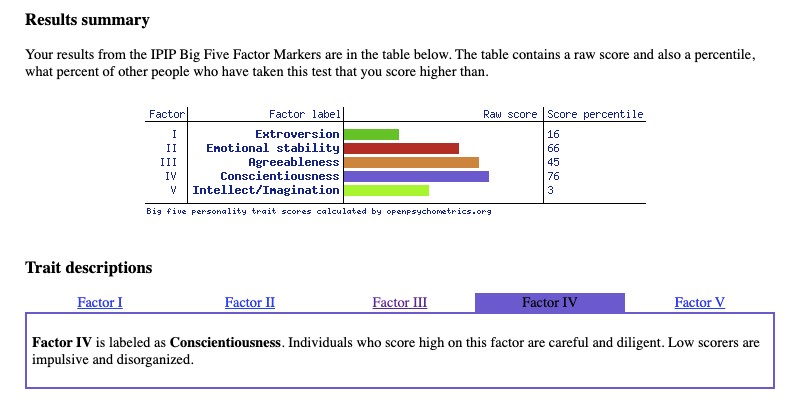 Results summary
Your results from the IPIP Big Five Factor Markers are in the table below. The table contains a raw score and also a percentile,
what percent of other people who have taken this test that you score higher than.
Factor Factor label Raw score Score percentile
I Extroversion 16
II Emotional stability 66
III Agreeableness 45
IV Conscientiousness 76
V Intellect/Imagination 3
Big five personality trait scores calculated by openpsychometrics.org
Trait descriptions
Factor I Factor II Factor III Factor IV Factor V
Factor IV is labeled as Conscientiousness. Individuals who score high on this factor are careful and diligent. Low scorers are
impulsive and disorganized.